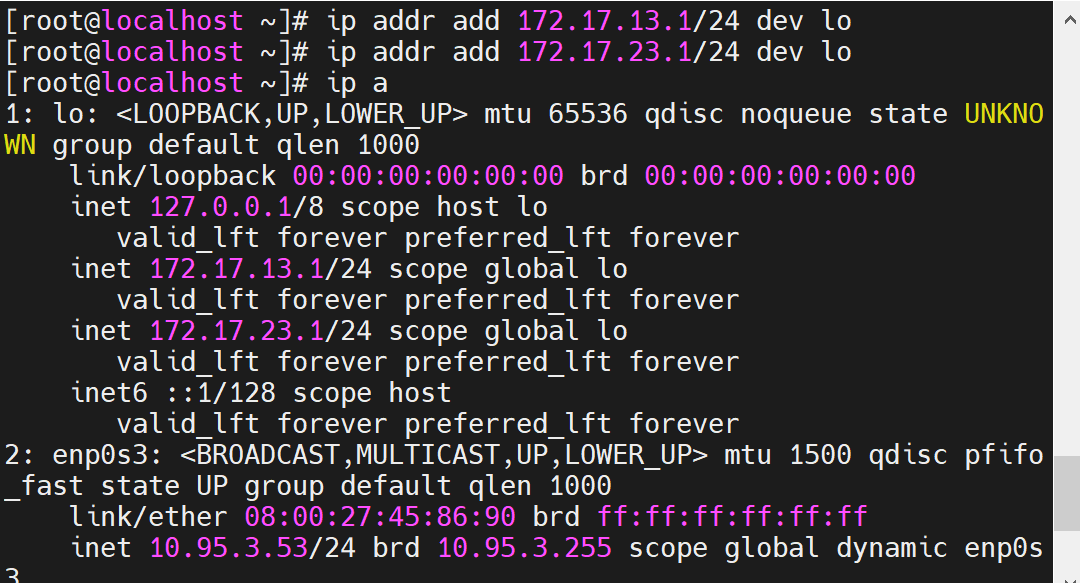 [root@localhost ~]# ip addr add 172.17.13.1/24 dev lo
[root@localhost ~]# ip addr add 172.17.23.1/24 dev lo
[root@localhost ~]# ip a
1: lo: <LOOPBACK,UP,LOWER_UP> mtu 65536 qdisc noqueue state UNKNO
WN group default qlen 1000
    link/loopback 00:00:00:00:00:00 brd 00:00:00:00:00:00
    inet 127.0.0.1/8 scope host lo
       valid_lft forever preferred_lft forever
    inet 172.17.13.1/24 scope global lo
       valid_lft forever preferred_lft forever
    inet 172.17.23.1/24 scope global lo
       valid_lft forever preferred_lft forever
    inet6 ::1/128 scope host
       valid_lft forever preferred_lft forever
2: enp0s3: <BROADCAST,MULTICAST,UP,LOWER_UP> mtu 1500 qdisc pfifo
_fast state UP group default qlen 1000
    link/ether 08:00:27:45:86:90 brd ff:ff:ff:ff:ff:ff
    inet 10.95.3.53/24 brd 10.95.3.255 scope global dynamic enp0s
3